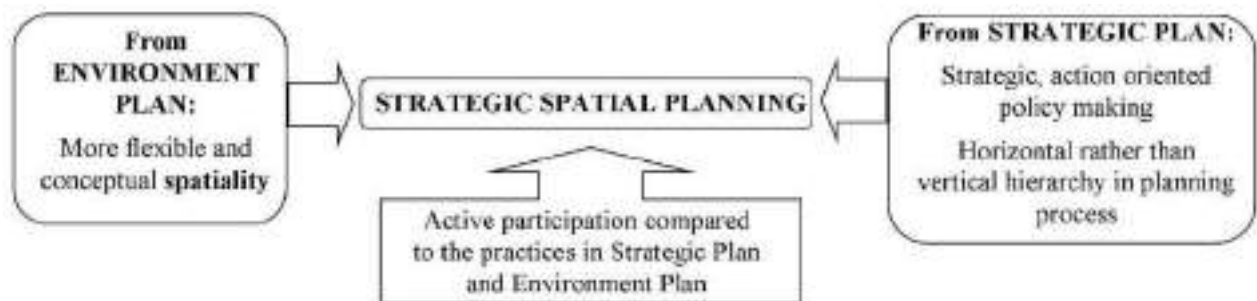 From
ENVIRONMENT
PLAN:
More flexible and
conceptual spatiality
STRATEGIC SPATIAL PLANNING
Active participation compared
to the practices in Strategic Plan
and Environment Plan
From STRATEGIC PLAN:
Strategic, action oriented
policy making
Horizontal rather than
vertical hierarchy in planning
process